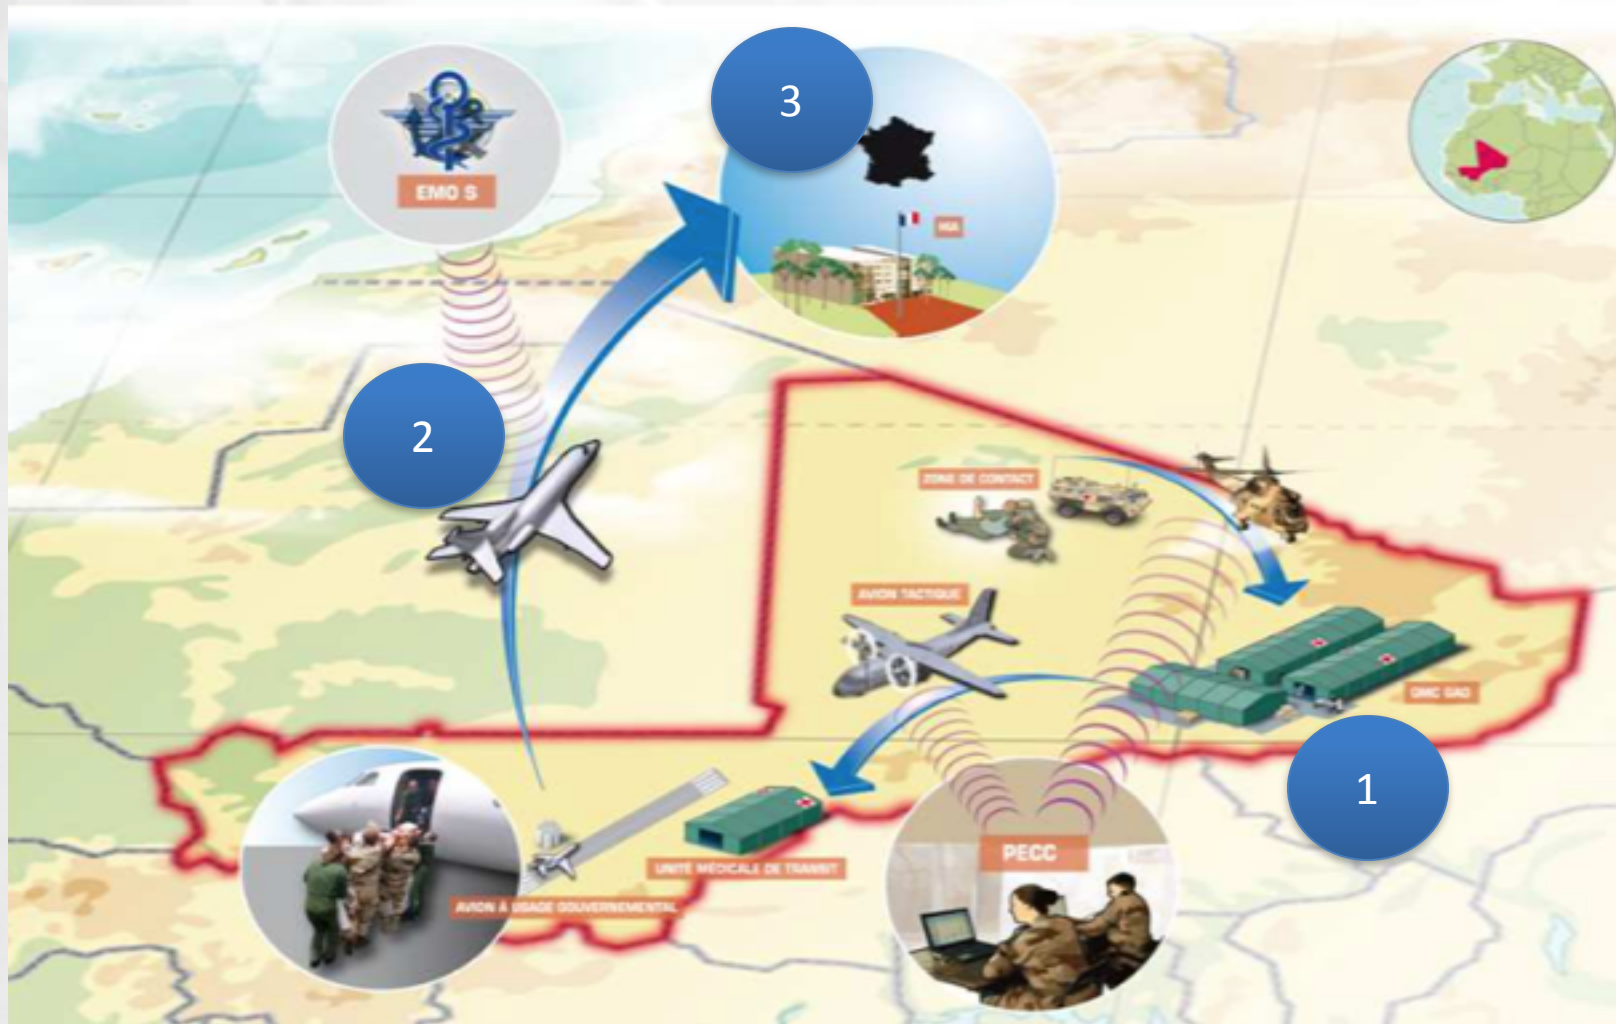 3
EMO S
HIA
2
ZONE DE CONTACT
AVION TACTIQUE
GMC GAO
1
PECC
UNITÉ MÉDICALE DE TRANSIT
AVION À USAGE GOUVERNEMENTAL